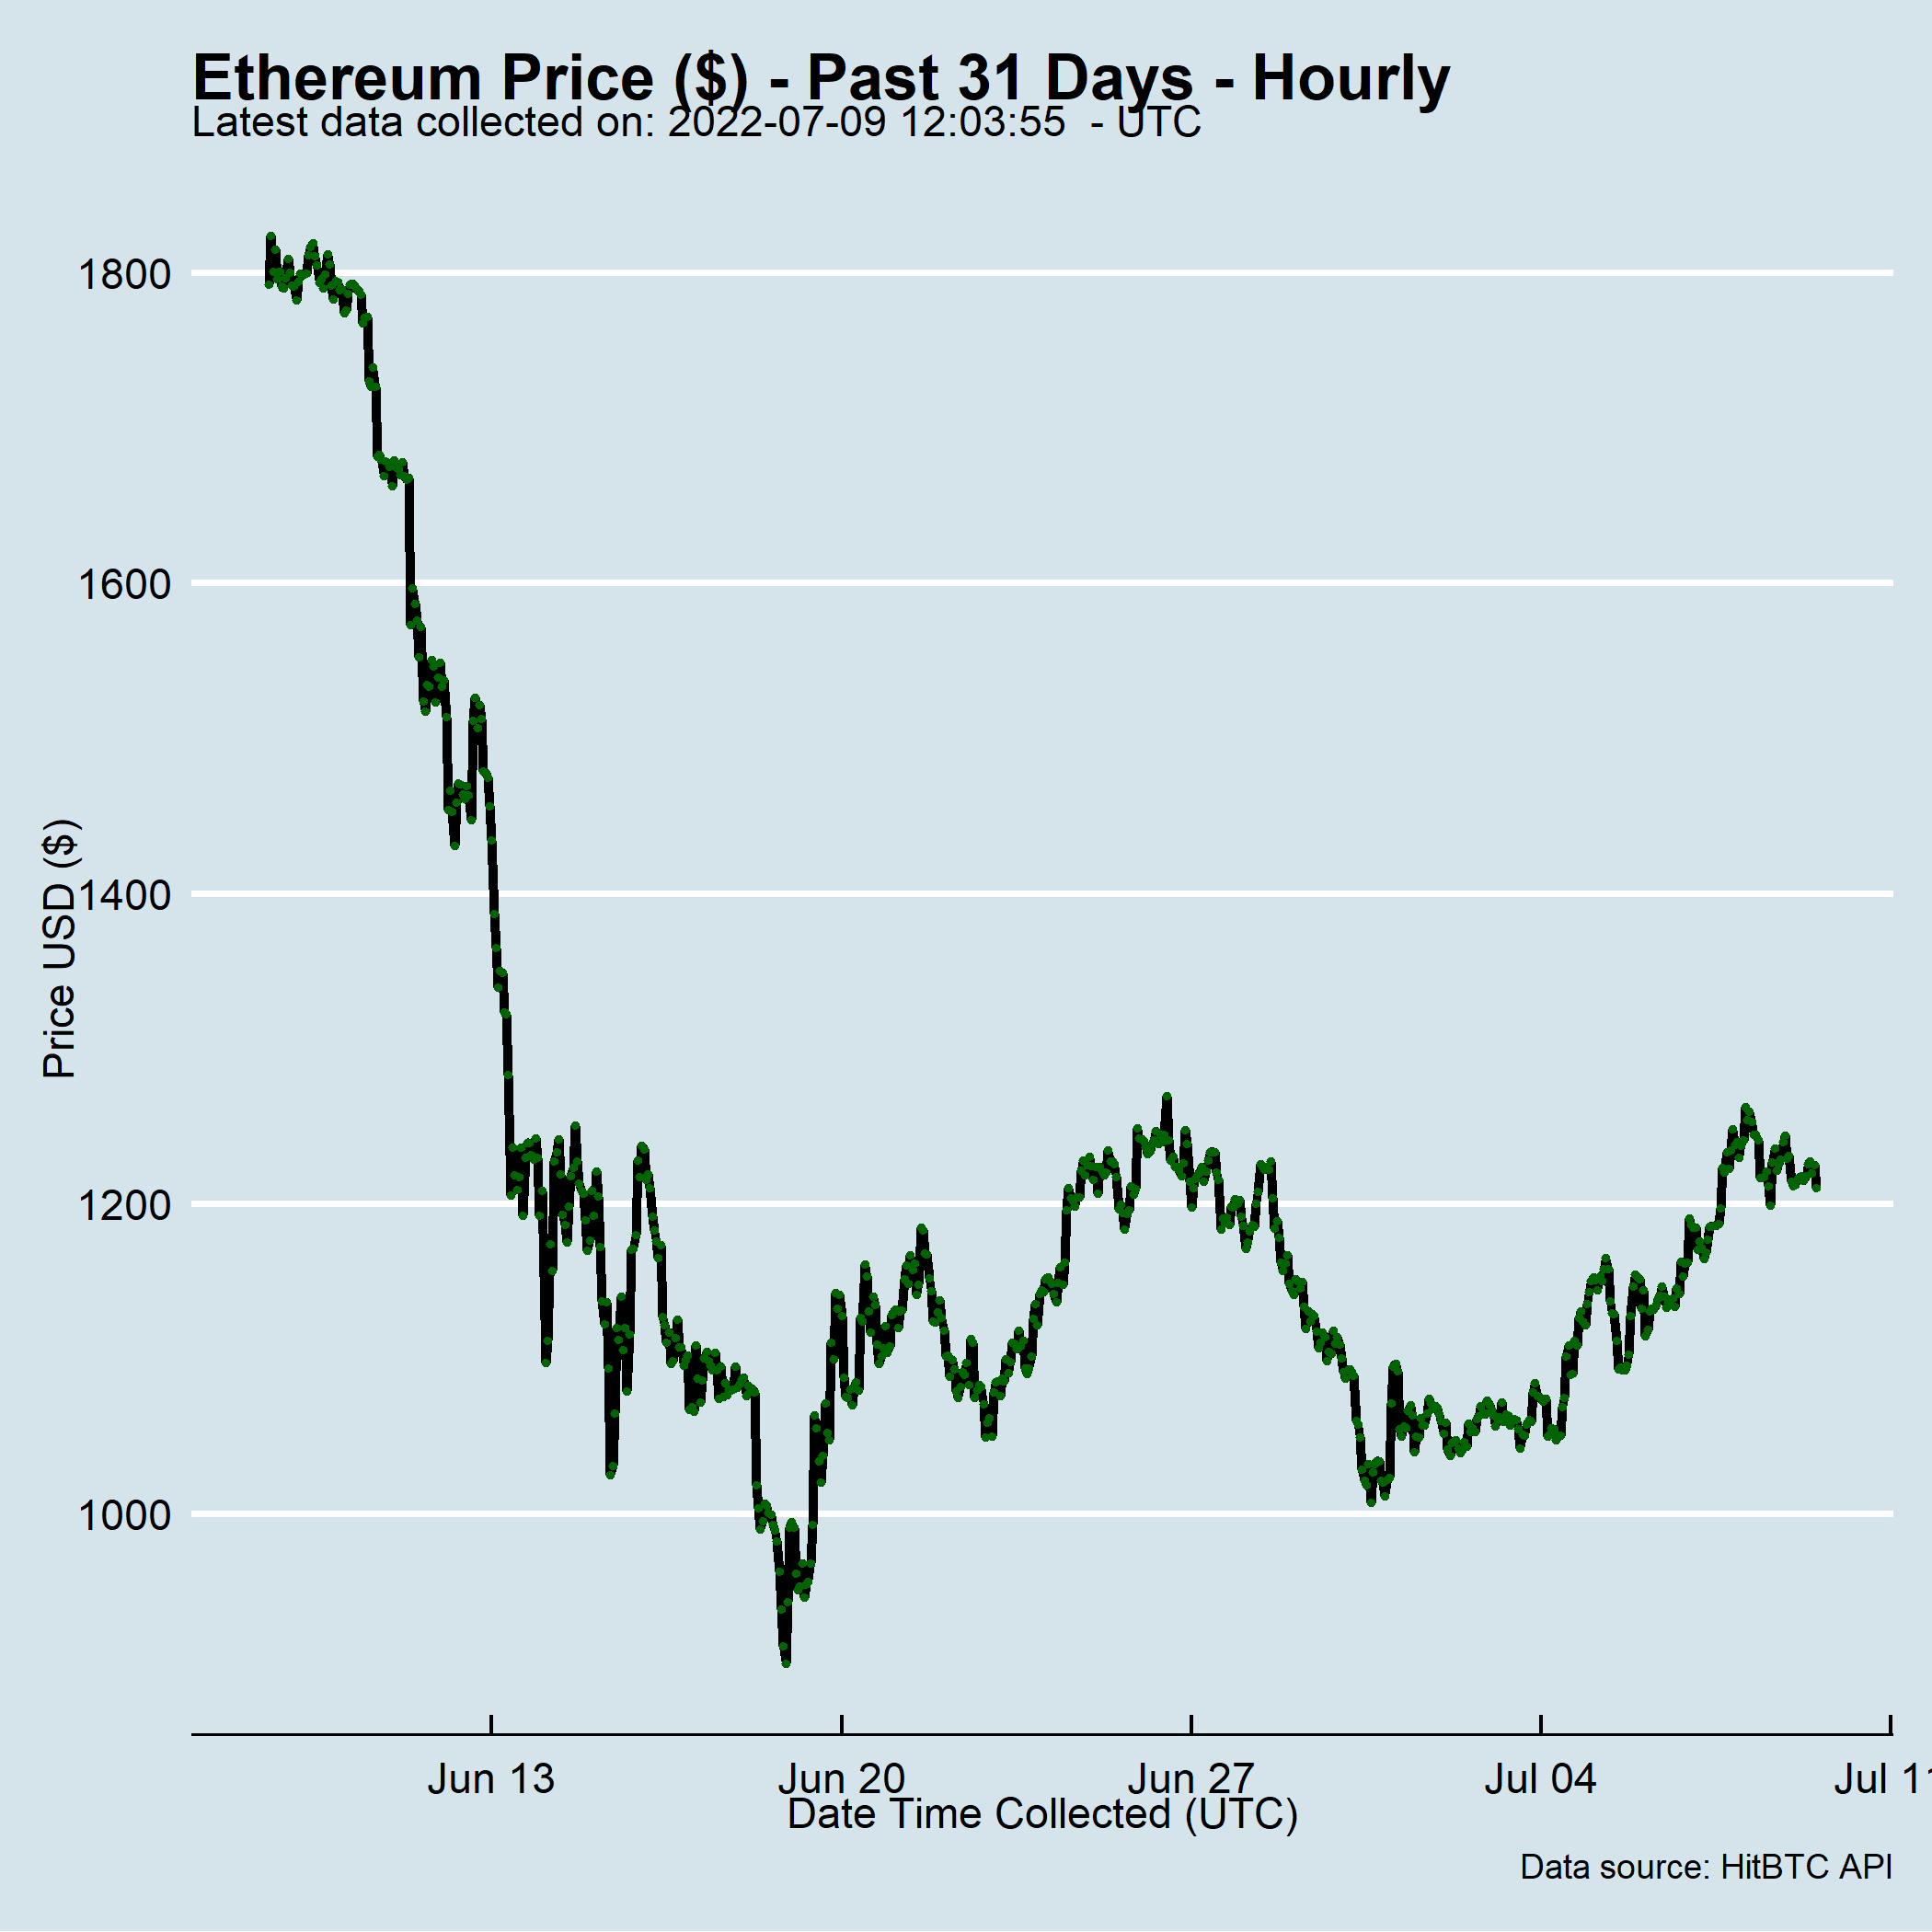 Ethereum Price ($) - Past 31 Days - Hourly
Latest data collected on: 2022-07-09 12:03:55  - UTC
1800
1600
1400
1200
1000
Price USD ($)
Jun 13
Jun 20
Jun 27
Jul 04
Jul 11
Date Time Collected (UTC)
Data source: HitBTC API